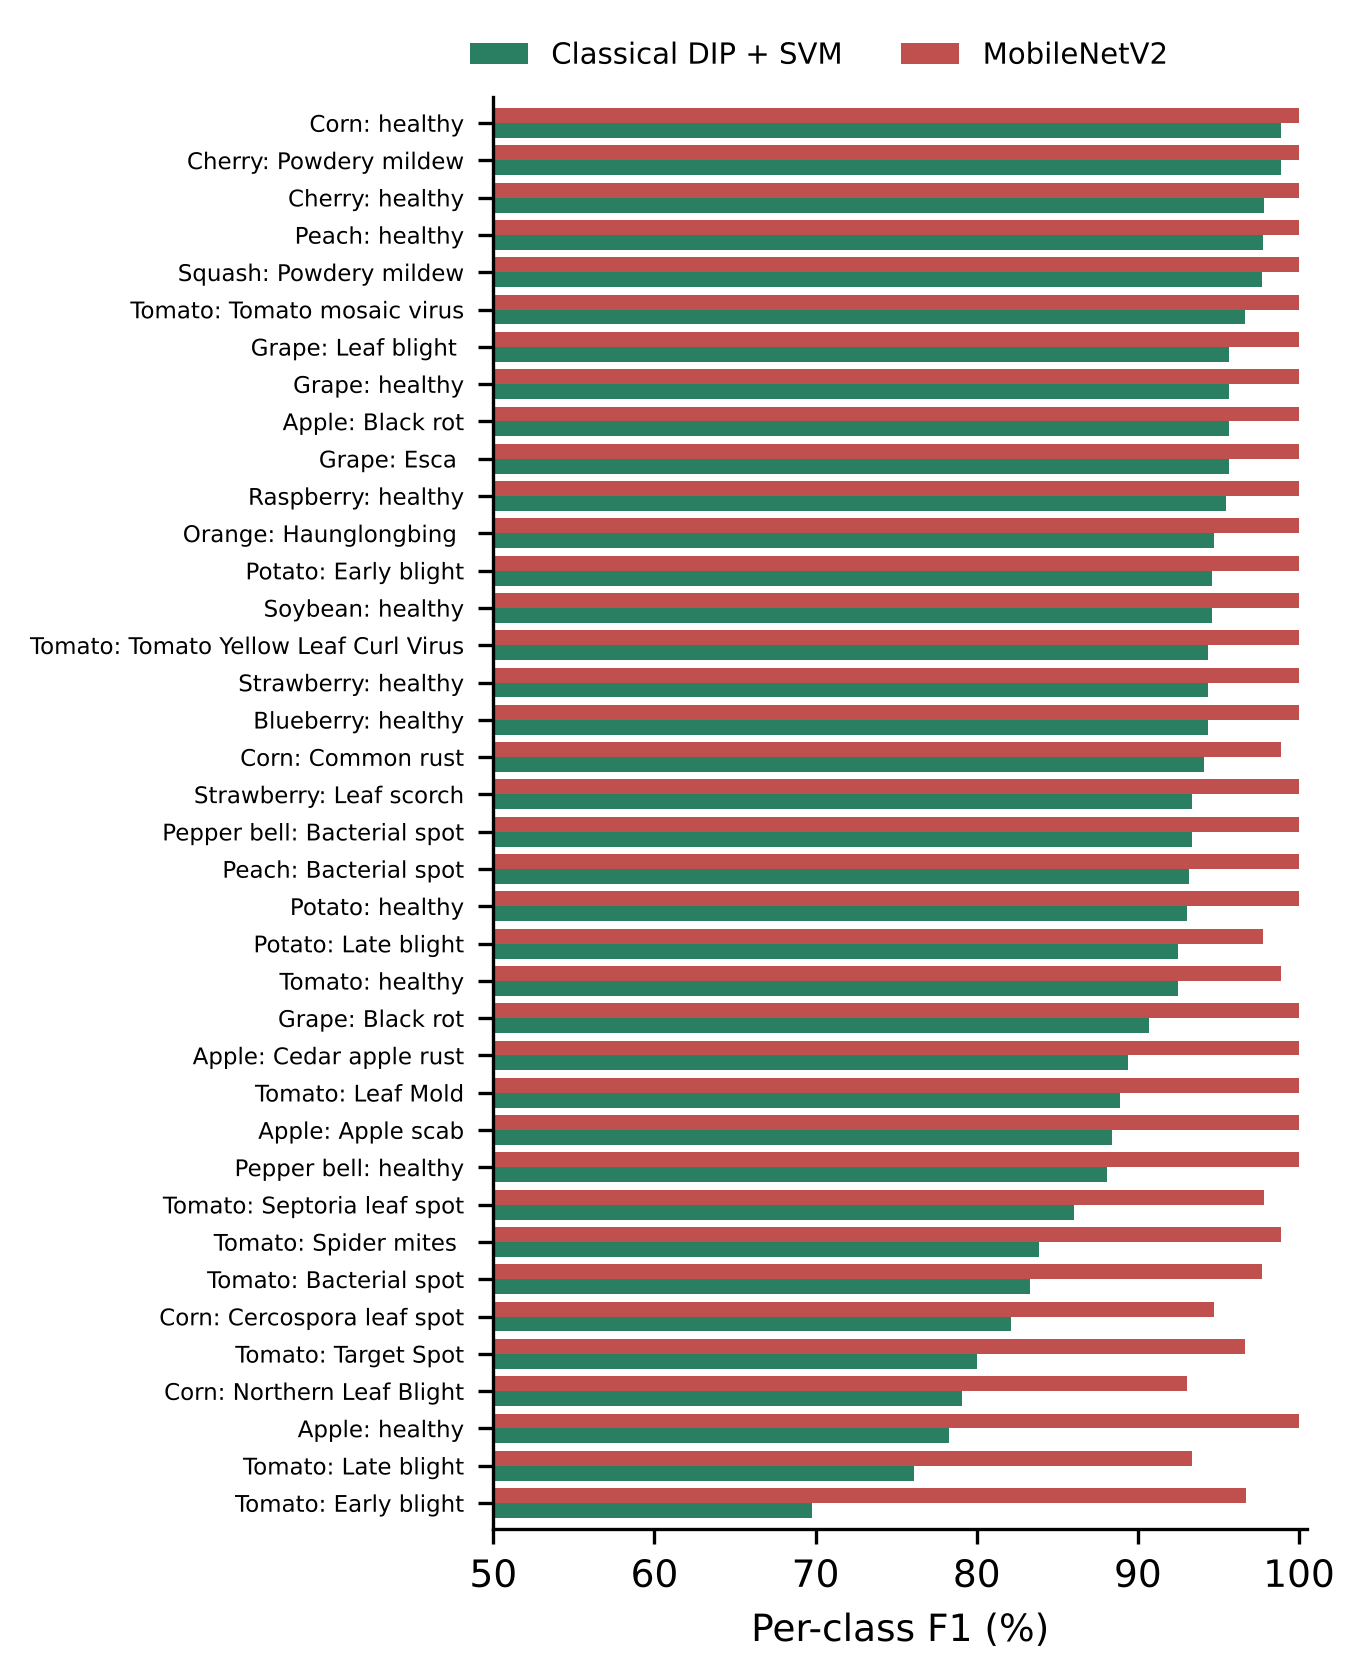 Classical DIP + SVM MobileNetV2
Corn: healthy
Cherry: Powdery mildew
Cherry: healthy
Peach: healthy
Squash: Powdery mildew
Tomato: Tomato mosaic virus
Grape: Leaf blight
Grape: healthy
Apple: Black rot
Grape: Esca
Raspberry: healthy
Orange: Haunglongbing
Potato: Early blight
Soybean: healthy
Tomato: Tomato Yellow Leaf Curl Virus
Strawberry: healthy
Blueberry: healthy
Corn: Common rust
Strawberry: Leaf scorch
Pepper bell: Bacterial spot
Peach: Bacterial spot
Potato: healthy
Potato: Late blight
Tomato: healthy
Grape: Black rot
Apple: Cedar apple rust
Tomato: Leaf Mold
Apple: Apple scab
Pepper bell: healthy
Tomato: Septoria leaf spot
Tomato: Spider mites
Tomato: Bacterial spot
Corn: Cercospora leaf spot
Tomato: Target Spot
Corn: Northern Leaf Blight
Apple: healthy
Tomato: Late blight
Tomato: Early blight
50 60 70 80 90 100
Per-class F1 (%)